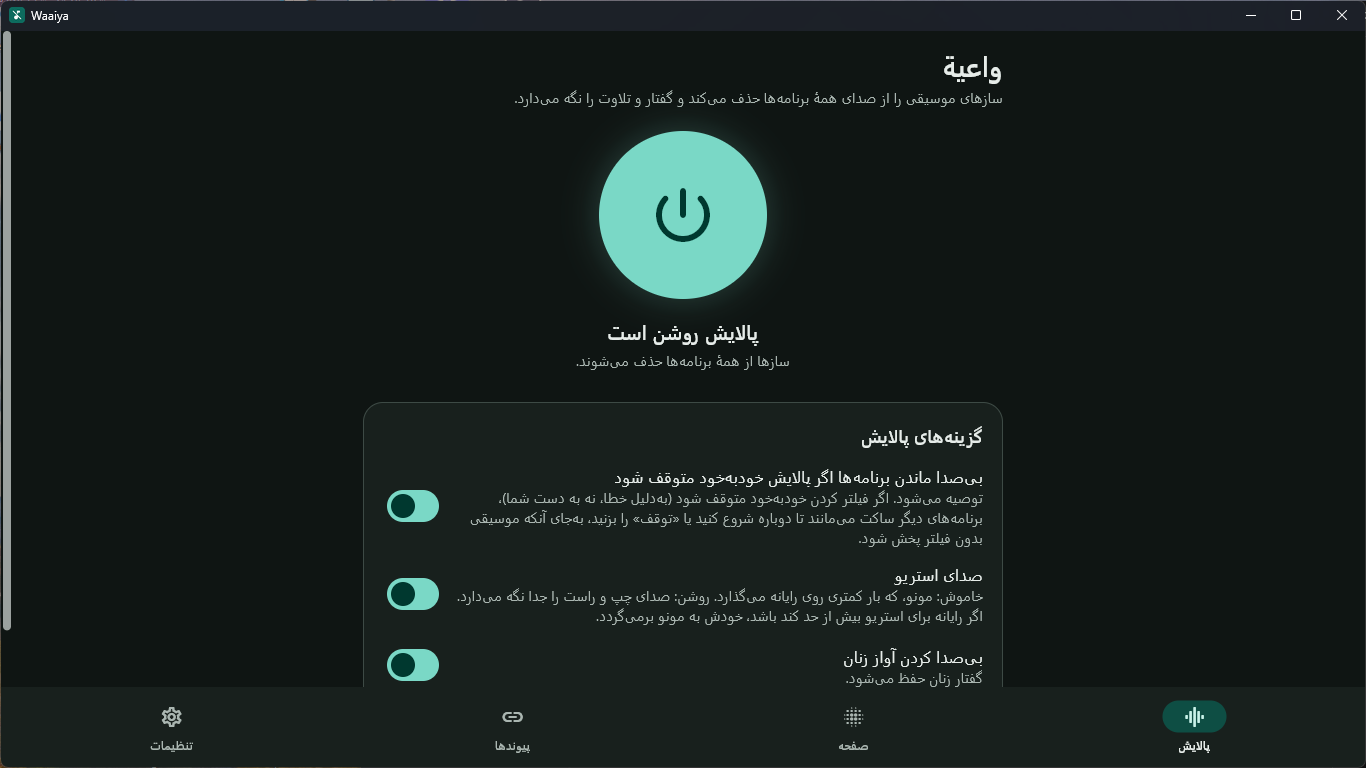 Waaiya
واعية
سازهای موسیقی را از صدای همهٔ برنامه‌ها حذف می‌کند و گفتار و تلاوت را نگه می‌دارد.
پالایش روشن است
سازها از همهٔ برنامه‌ها حذف می‌شوند.
گزینه‌های پالایش
بی‌صدا ماندن برنامه‌ها اگر پالایش خودبه‌خود متوقف شود
توصیه می‌شود. اگر فیلتر کردن خودبه‌خود متوقف شود (به‌دلیل خطا، نه به دست شما)،
برنامه‌های دیگر ساکت می‌مانند تا دوباره شروع کنید یا «توقف» را بزنید، به‌جای آنکه موسیقی
بدون فیلتر پخش شود.
صدای استریو
خاموش: مونو، که بار کمتری روی رایانه می‌گذارد. روشن: صدای چپ و راست را جدا نگه می‌دارد.
اگر رایانه برای استریو بیش از حد کند باشد، خودش به مونو برمی‌گردد.
بی‌صدا کردن آواز زنان
گفتار زنان حفظ می‌شود.
پالایش
صفحه
پیوندها
تنظیمات